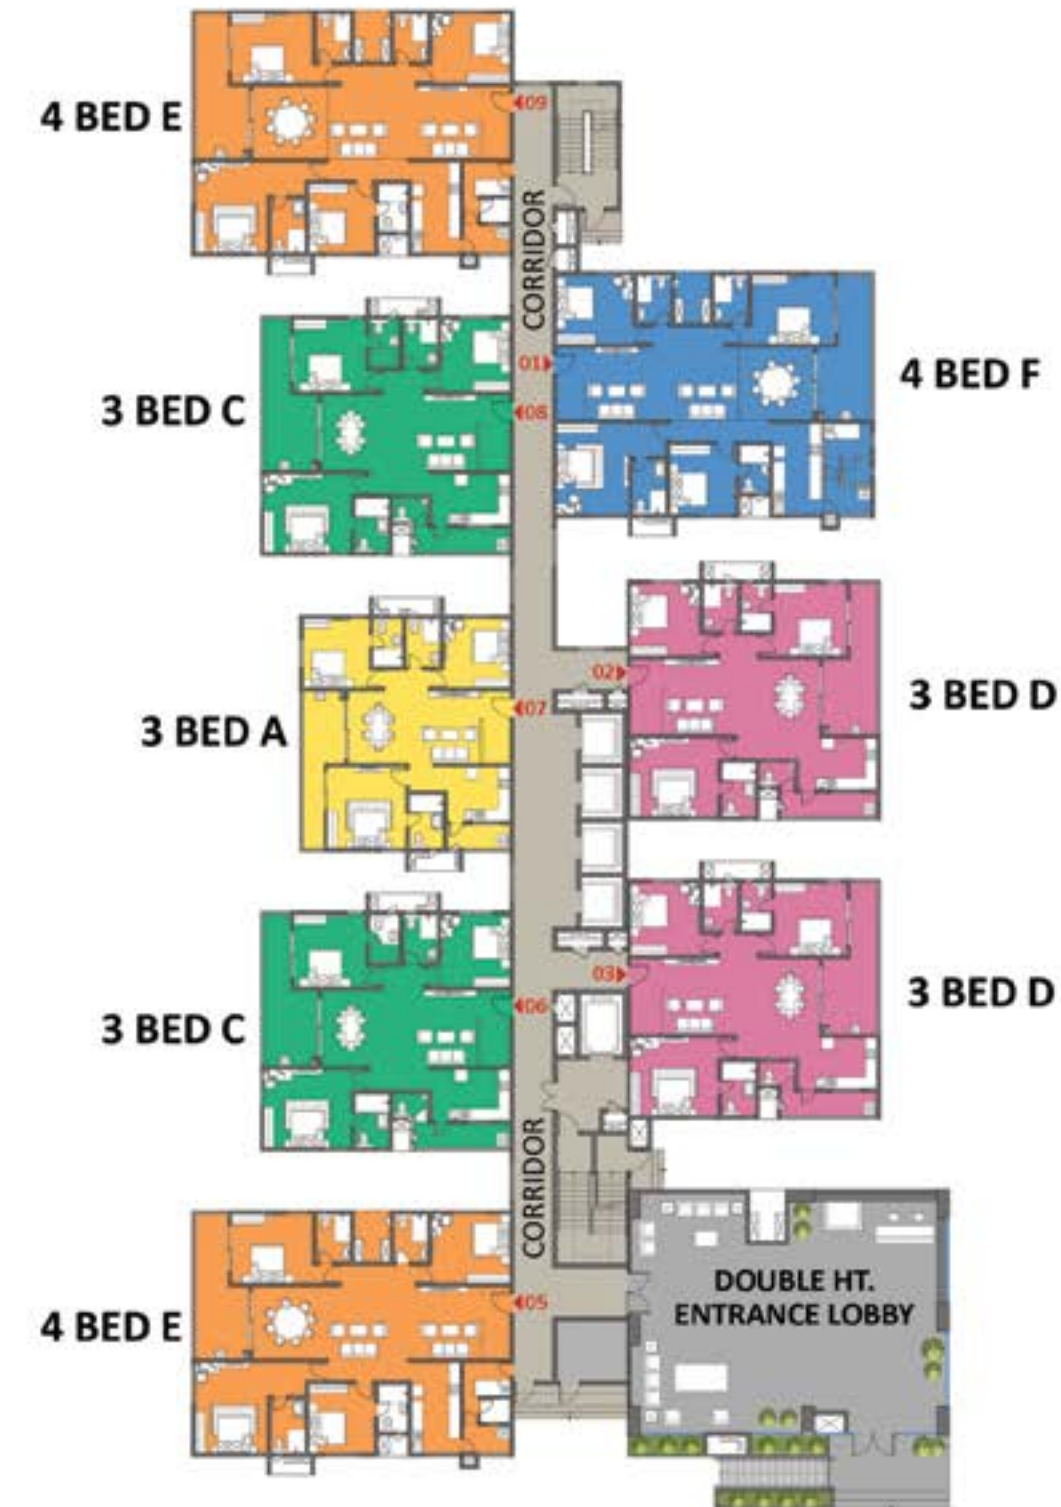 4 BED E
09
CORRIDOR
01
4 BED F
3 BED C
08
02
3 BED D
3 BED A
07
03
3 BED D
3 BED C
06
CORRIDOR
DOUBLE HT.
ENTRANCE LOBBY
4 BED E
05